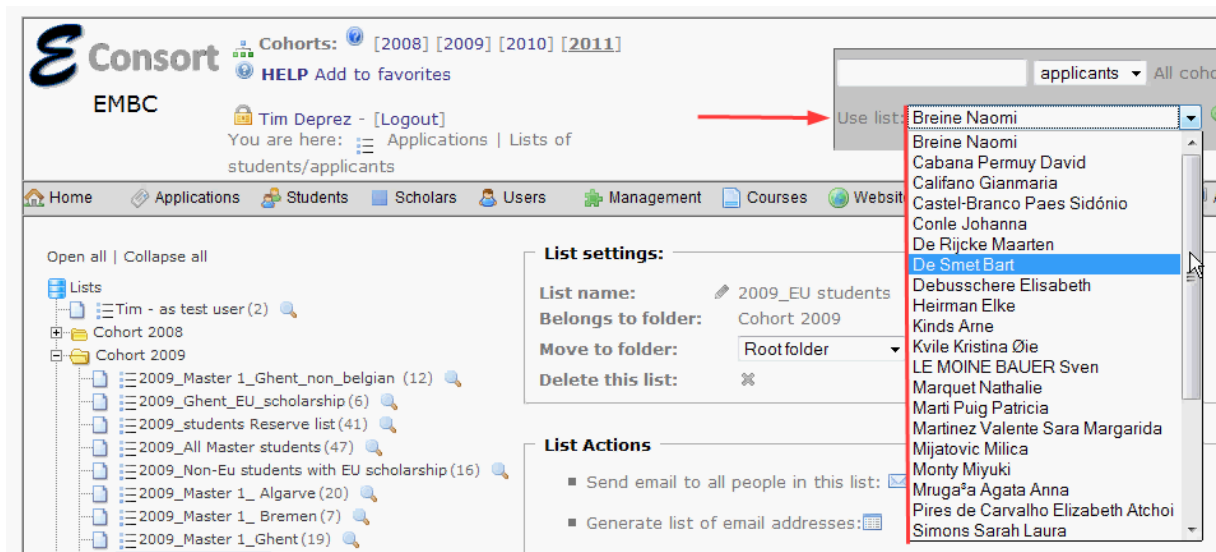 E Consort
EMBC
Cohorts: [2008] [2009] [2010] [2011]
HELP Add to favorites
Tim Deprez - [Logout]
You are here: Applications | Lists of
students/applicants
applicants All coho
Use list: Breine Naomi
Breine Naomi
Cabana Permuy David
Califano Gianmaria
Castel-Branco Paes Sidónio
Conle Johanna
De Rijcke Maarten
De Smet Bart
Debusschere Elisabeth
Heirman Elke
Kinds Arne
Kvile Kristina Øie
LE MOINE BAUER Sven
Marquet Nathalie
Marti Puig Patricia
Martinez Valente Sara Margarida
Mijatovic Milica
Monty Miyuki
Mruga³a Agata Anna
Pires de Carvalho Elizabeth Atchoi
Simons Sarah Laura
Home Applications Students Scholars Users Management Courses Website
Open all | Collapse all
Lists
Tim - as test user (2)
Cohort 2008
Cohort 2009
2009_Master 1_Ghent_non_belgian (12)
2009_Ghent_EU_scholarship (6)
2009_students Reserve list (41)
2009_All Master students (47)
2009_Non-Eu students with EU scholarship (16)
2009_Master 1_ Algarve (20)
2009_Master 1_ Bremen (7)
2009_Master 1_Ghent (19)
List settings:
List name: 2009_EU students
Belongs to folder: Cohort 2009
Move to folder: Root folder
Delete this list:
List Actions
Send email to all people in this list:
Generate list of email addresses: